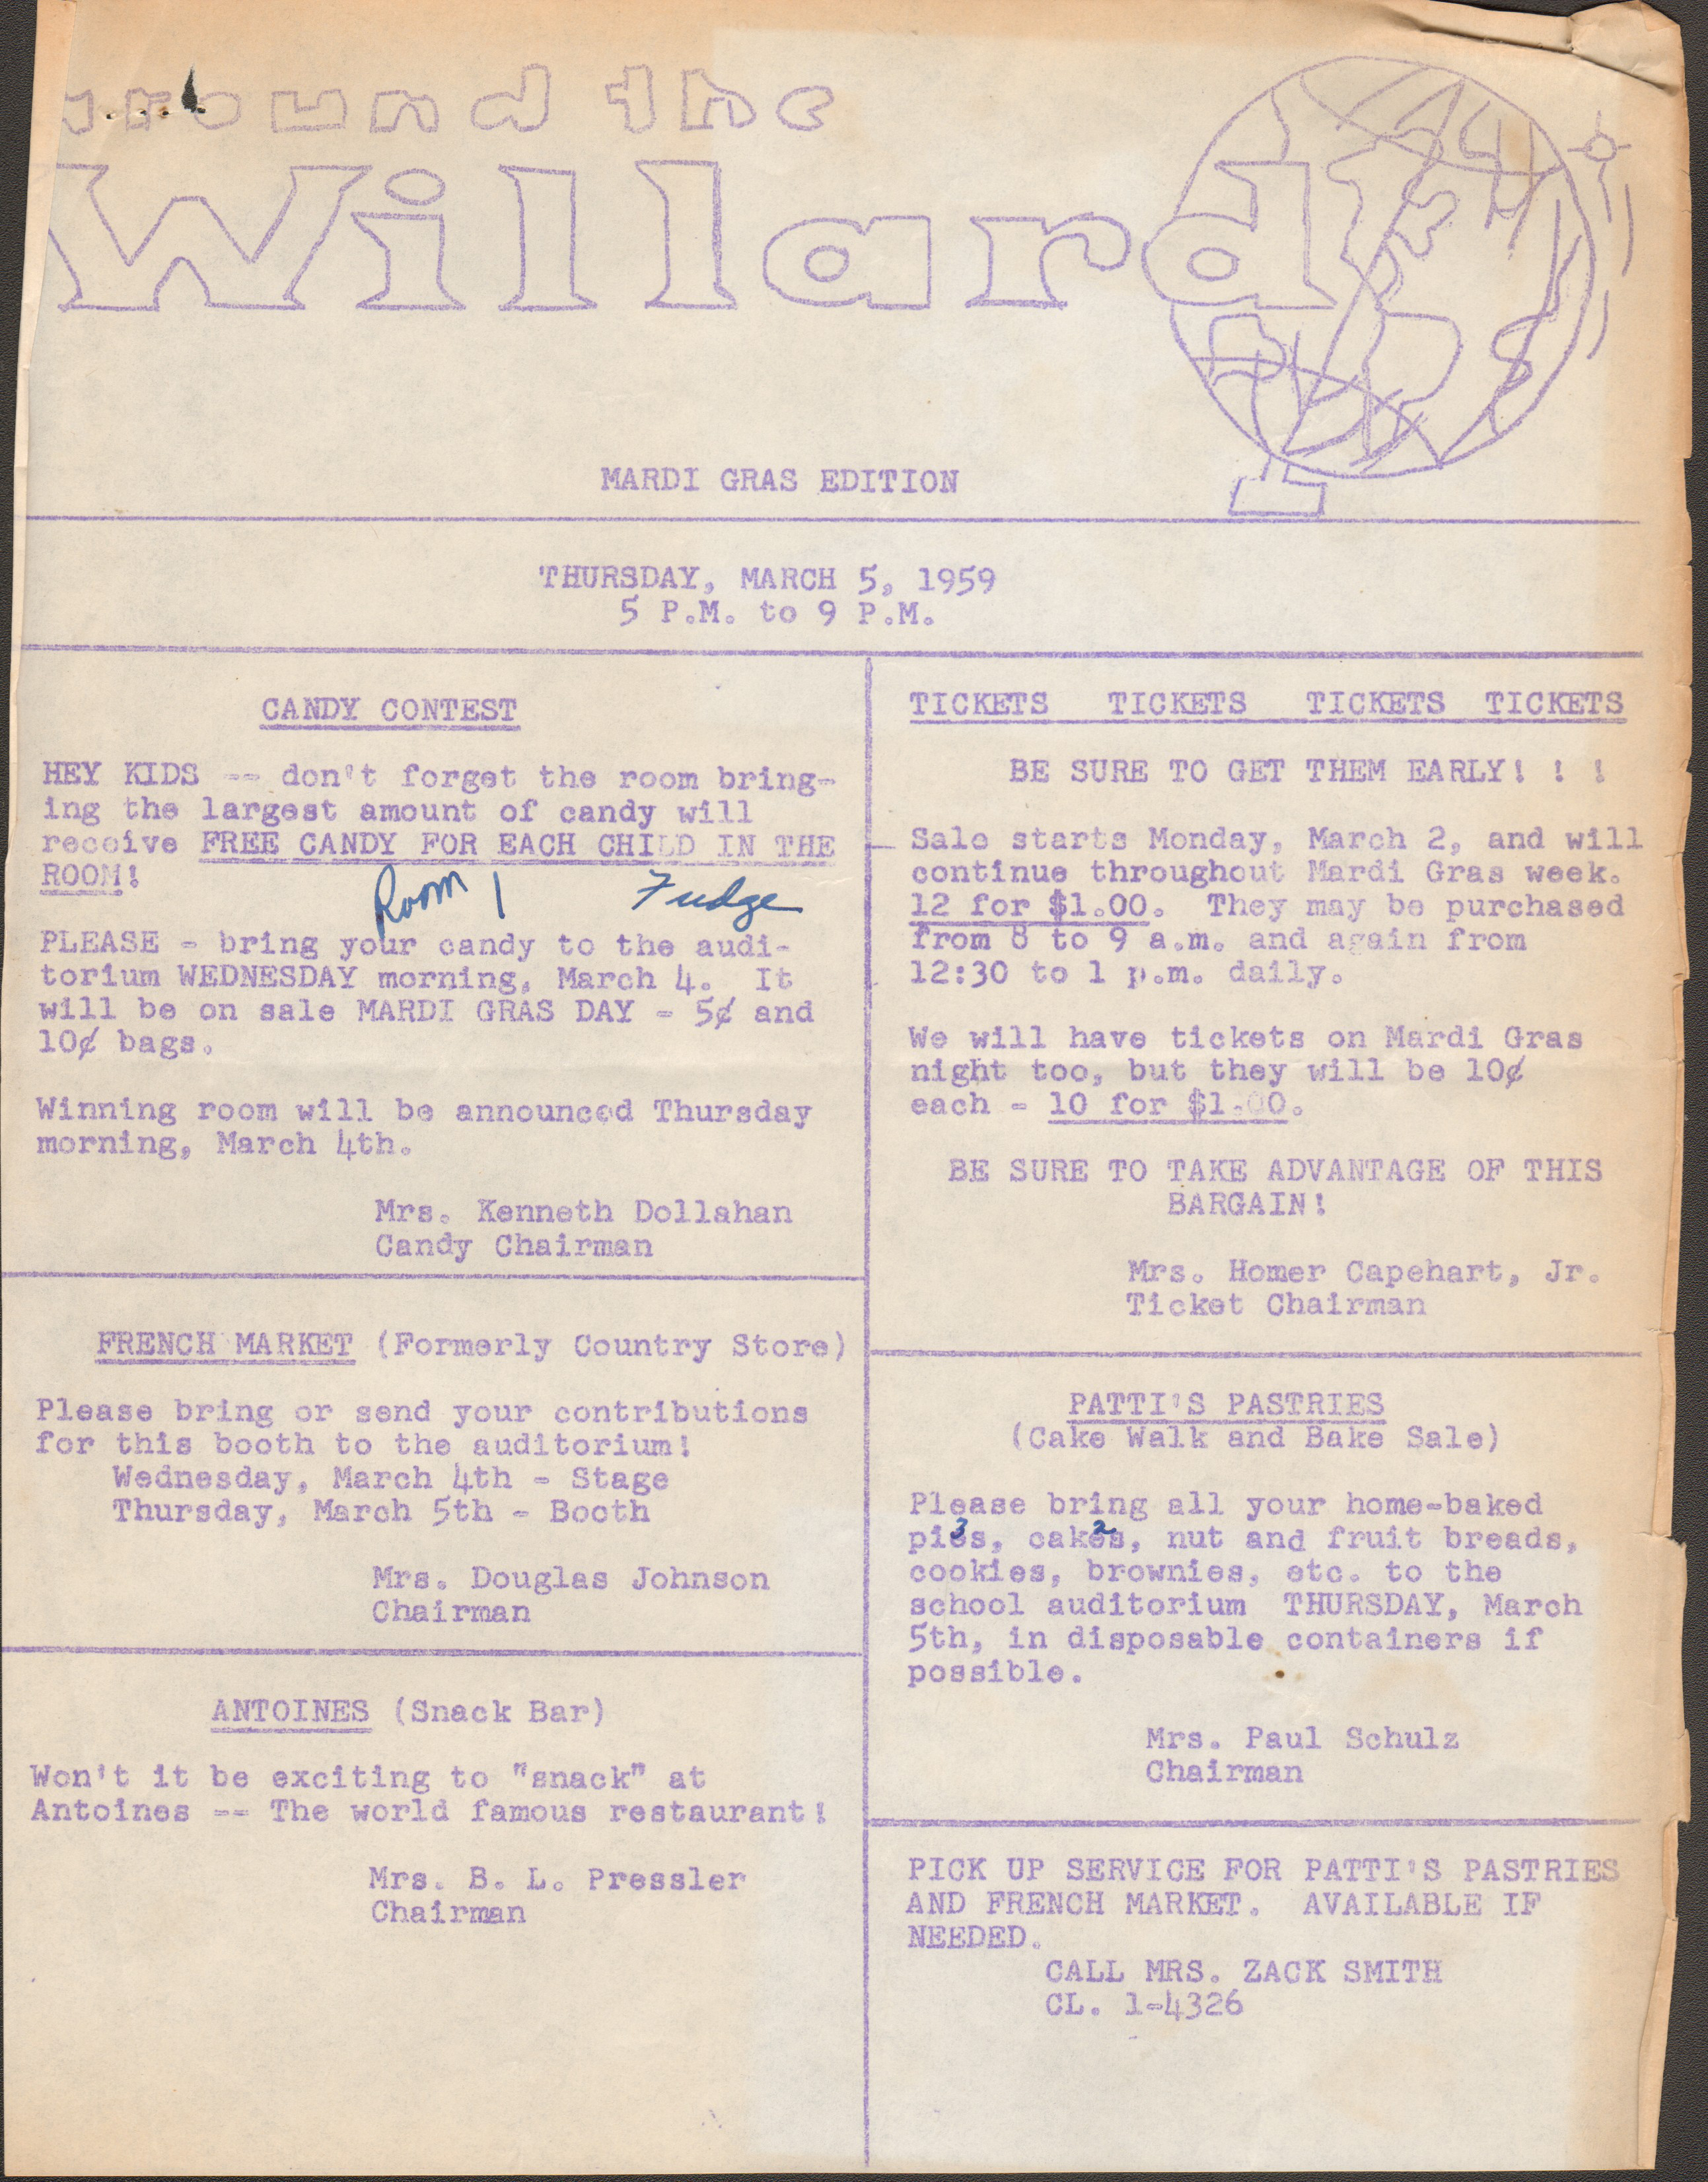 around the
Willard
MARDI GRAS EDITION
THURSDAY, MARCH 5, 1959
5 P.M. to 9 P.M.
CANDY CONTEST
HEY KIDS -- don't forget the room bring-
ing the largest amount of candy will
receive FREE CANDY FOR EACH CHILD IN THE
ROOM!
Room 1 Fudge
PLEASE - bring your candy to the audi-
torium WEDNESDAY morning, March 4. It
will be on sale MARDI GRAS DAY - 5¢ and
10¢ bags.
Winning room will be announced Thursday
morning, March 4th.
Mrs. Kenneth Dollahan
Candy Chairman
FRENCH MARKET (Formerly Country Store)
Please bring or send your contributions
for this booth to the auditorium!
Wednesday, March 4th - Stage
Thursday, March 5th - Booth
Mrs. Douglas Johnson
Chairman
ANTOINES (Snack Bar)
Won't it be exciting to "snack" at
Antoines -- The world famous restaurant!
Mrs. B. L. Pressler
Chairman
TICKETS TICKETS TICKETS TICKETS
BE SURE TO GET THEM EARLY! ! !
Sale starts Monday, March 2, and will
continue throughout Mardi Gras week.
12 for $1.00. They may be purchased
from 8 to 9 a.m. and again from
12:30 to 1 p.m. daily.
We will have tickets on Mardi Gras
night too, but they will be 10¢
each - 10 for $1.00.
BE SURE TO TAKE ADVANTAGE OF THIS
BARGAIN!
Mrs. Homer Capehart, Jr.
Ticket Chairman
PATTI'S PASTRIES
(Cake Walk and Bake Sale)
Please bring all your home-baked
3 2
pies, cakes, nut and fruit breads,
cookies, brownies, etc. to the
school auditorium THURSDAY, March
5th, in disposable containers if
possible.
Mrs. Paul Schulz
Chairman
PICK UP SERVICE FOR PATTI'S PASTRIES
AND FRENCH MARKET. AVAILABLE IF
NEEDED.
CALL MRS. ZACK SMITH
CL. 1-4326